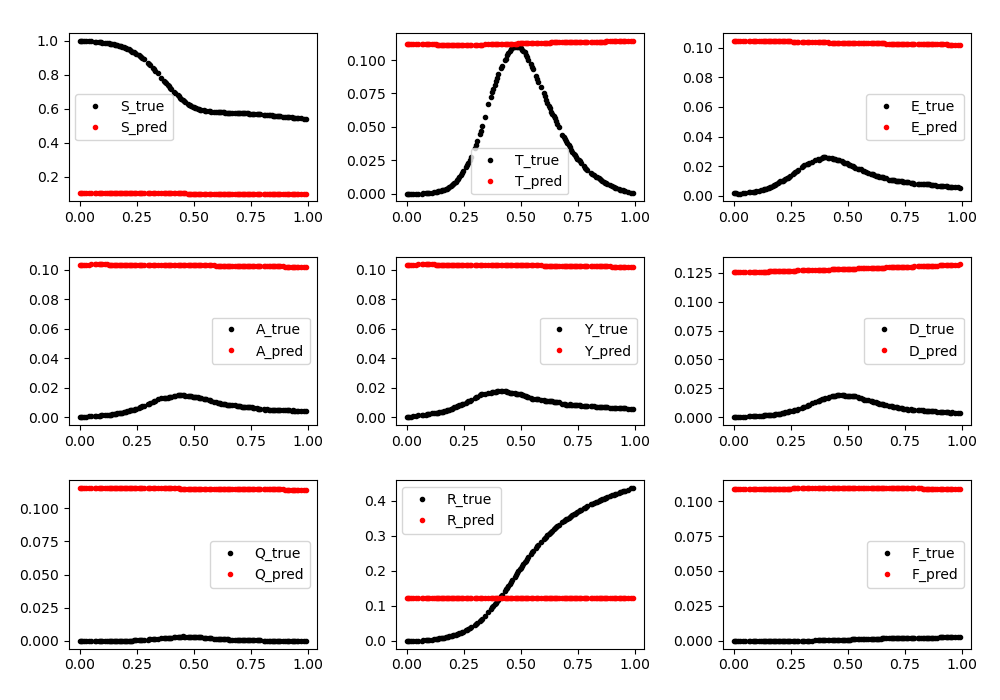 1.0
0.8
0.6
0.4
0.2
S_true
S_pred
0.00 0.25 0.50 0.75 1.00
0.100
0.075
0.050
0.025
0.000
T_true
T_pred
0.00 0.25 0.50 0.75 1.00
0.10
0.08
0.06
0.04
0.02
0.00
E_true
E_pred
0.00 0.25 0.50 0.75 1.00
0.10
0.08
0.06
0.04
0.02
0.00
A_true
A_pred
0.00 0.25 0.50 0.75 1.00
0.10
0.08
0.06
0.04
0.02
0.00
Y_true
Y_pred
0.00 0.25 0.50 0.75 1.00
0.125
0.100
0.075
0.050
0.025
0.000
D_true
D_pred
0.00 0.25 0.50 0.75 1.00
0.100
0.075
0.050
0.025
0.000
Q_true
Q_pred
0.00 0.25 0.50 0.75 1.00
0.4
0.3
0.2
0.1
0.0
R_true
R_pred
0.00 0.25 0.50 0.75 1.00
0.100
0.075
0.050
0.025
0.000
F_true
F_pred
0.00 0.25 0.50 0.75 1.00